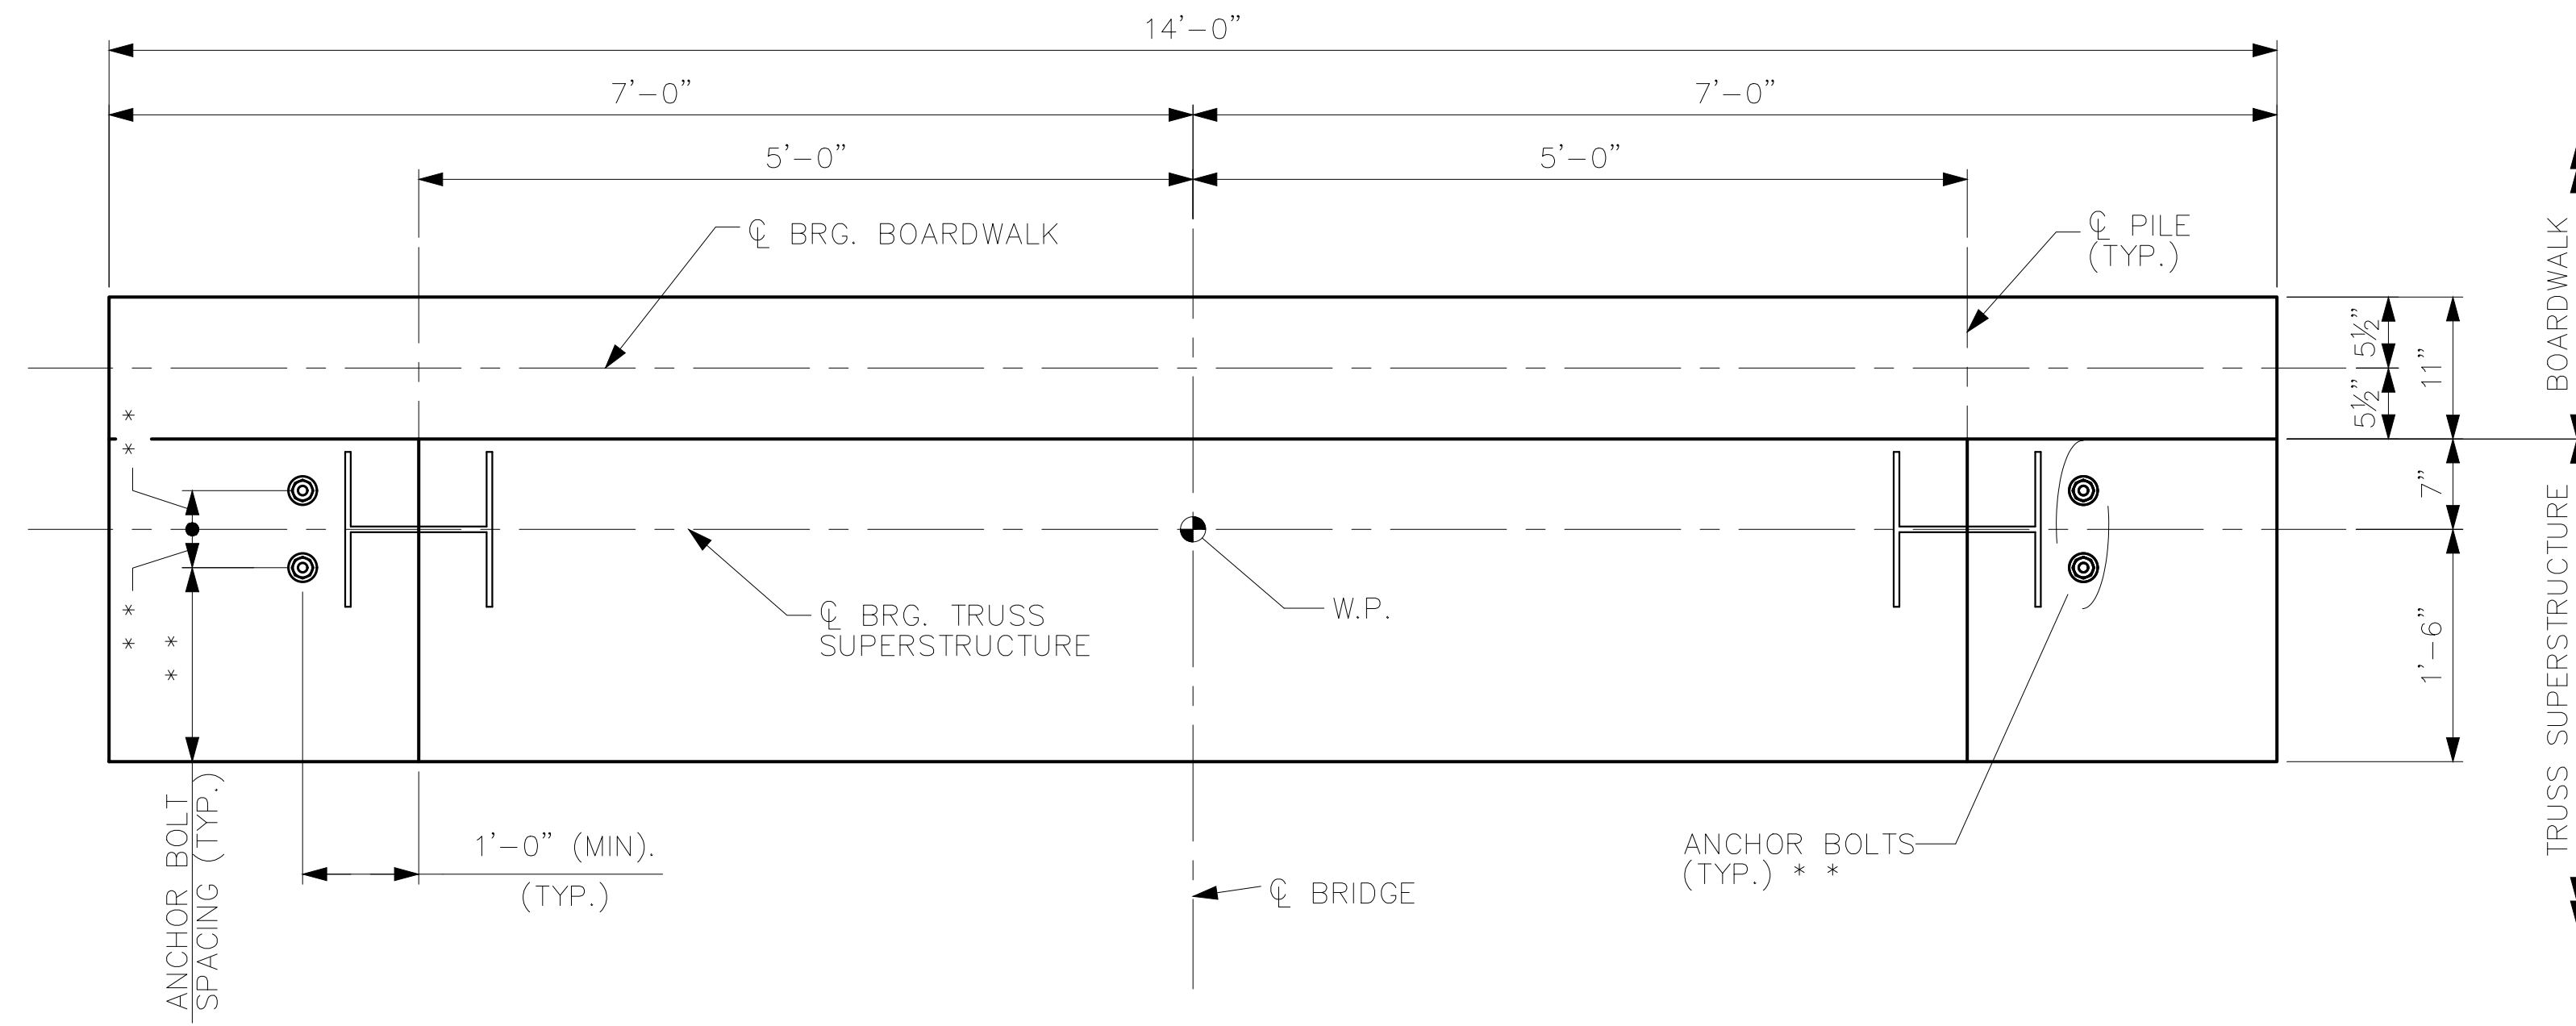 14'-0"
7'-0" 7'-0"
5'-0" 5'-0"
℄ BRG. BOARDWALK
℄ PILE
(TYP.)
5½"
5½"
11"
BOARDWALK
* *
* *
* *
7"
1'-6"
TRUSS SUPERSTRUCTURE
℄ BRG. TRUSS
SUPERSTRUCTURE
W.P.
ANCHOR BOLT
SPACING (TYP.)
1'-0" (MIN).
(TYP.)
ANCHOR BOLTS
(TYP.) * *
℄ BRIDGE